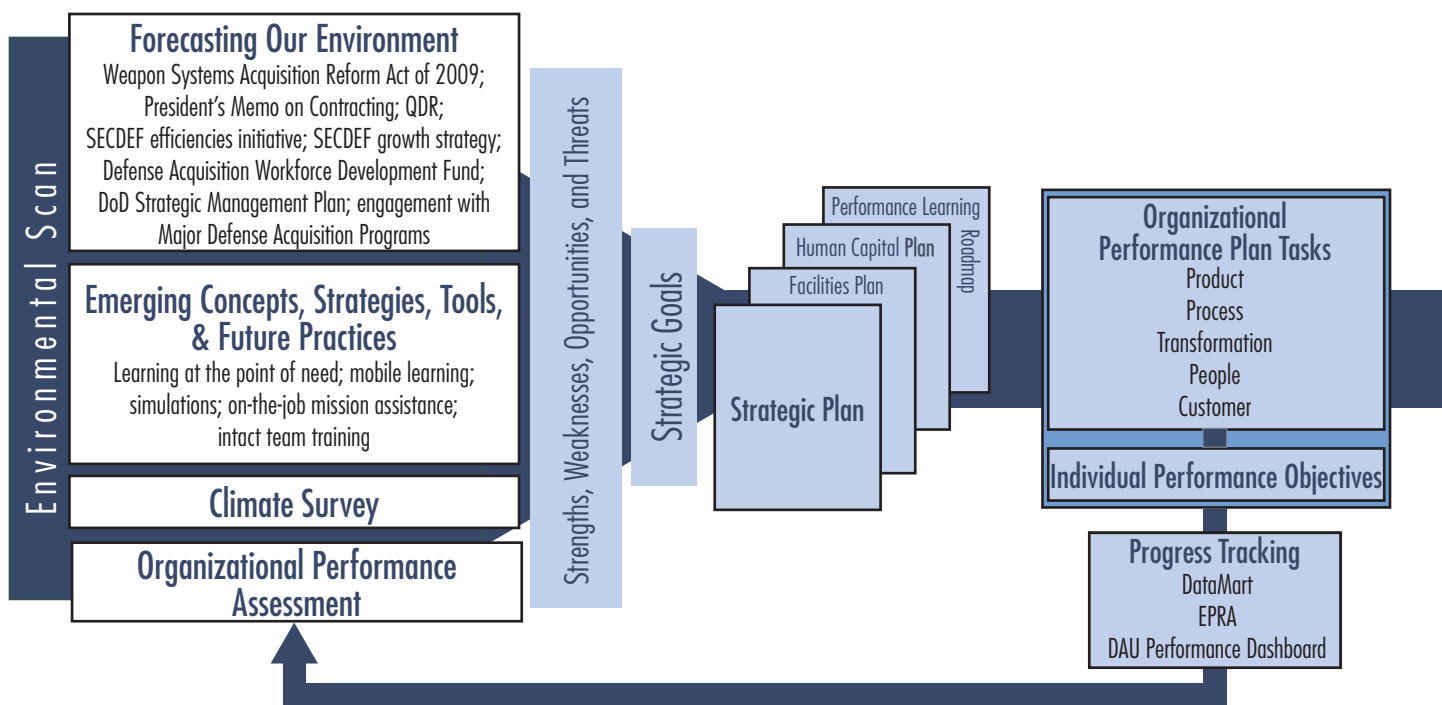 Environmental Scan
Forecasting Our Environment
Weapon Systems Acquisition Reform Act of 2009;
President’s Memo on Contracting; QDR;
SECDEF efficiencies initiative; SECDEF growth strategy;
Defense Acquisition Workforce Development Fund;
DoD Strategic Management Plan; engagement with
Major Defense Acquisition Programs
Emerging Concepts, Strategies, Tools,
& Future Practices
Learning at the point of need; mobile learning;
simulations; on-the-job mission assistance;
intact team training
Climate Survey
Organizational Performance
Assessment
Strengths, Weaknesses, Opportunities, and Threats
Strategic Goals
Performance Learning
Roadmap
Human Capital Plan
Facilities Plan
Strategic Plan
Organizational
Performance Plan Tasks
Product
Process
Transformation
People
Customer
Individual Performance Objectives
Progress Tracking
DataMart
EPRA
DAU Performance Dashboard